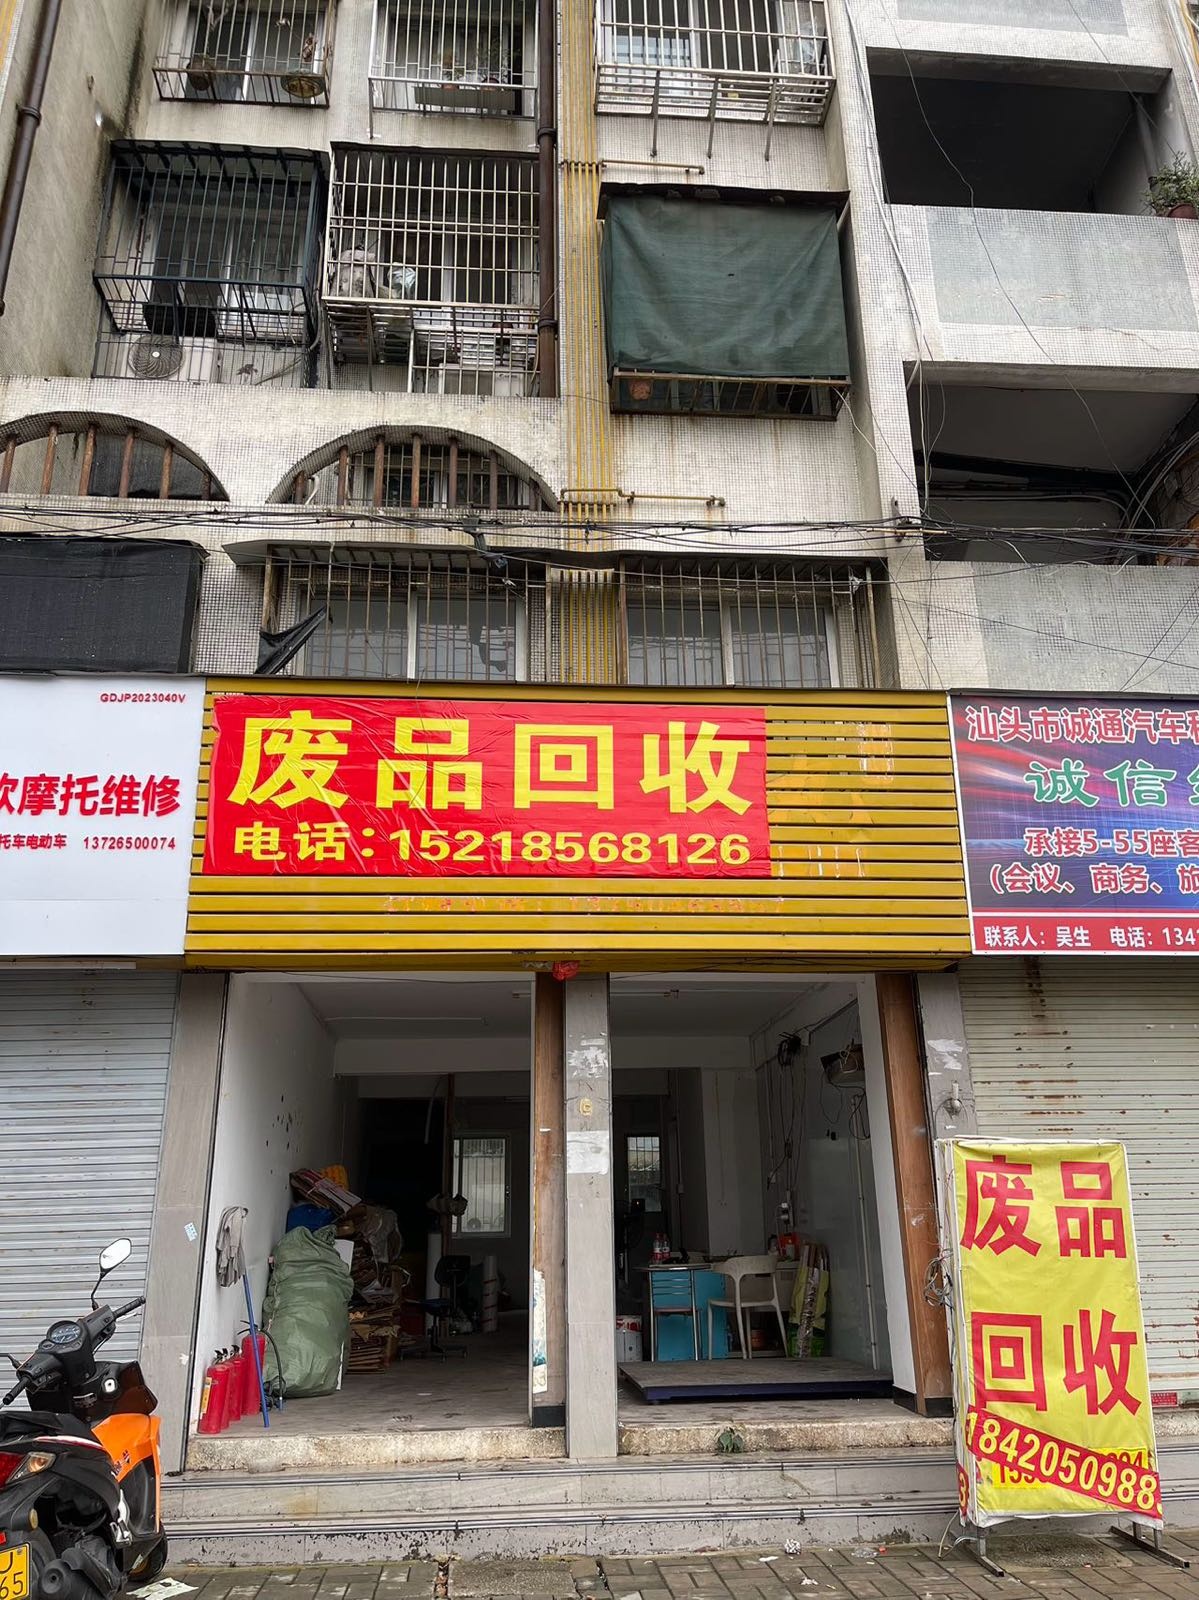 GDJP2023040V
摩托维修
托车电动车 13726500074
废品回收
电话：15218568126
汕头市诚通汽车
诚信
承接5-55座客
（会议、商务、旅
联系人：吴生 电话：134
废品
回收
18420050988